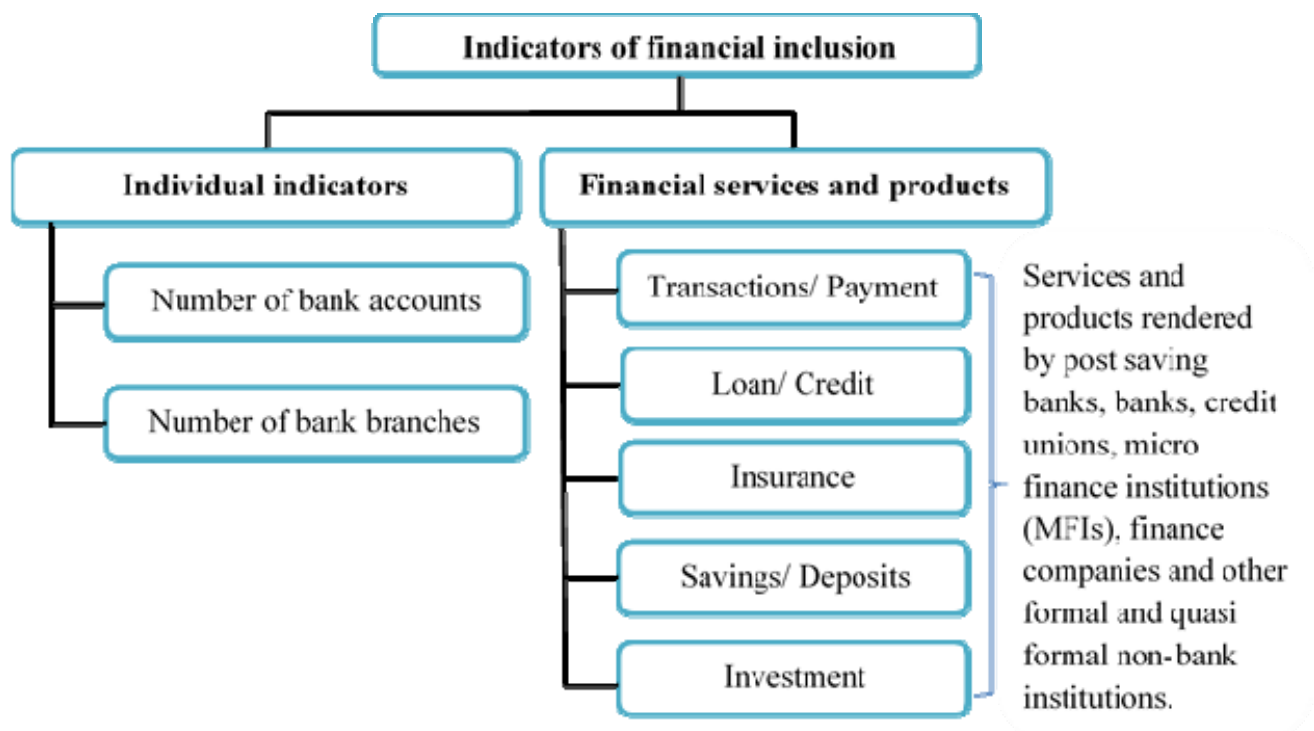 Indicators of financial inclusion
Individual indicators
Number of bank accounts
Number of bank branches
Financial services and products
Transactions/ Payment
Loan/ Credit
Insurance
Savings/ Deposits
Investment
Services and
products rendered
by post saving
banks, banks, credit
unions, micro
finance institutions
(MFIs), finance
companies and other
formal and quasi
formal non-bank
institutions.